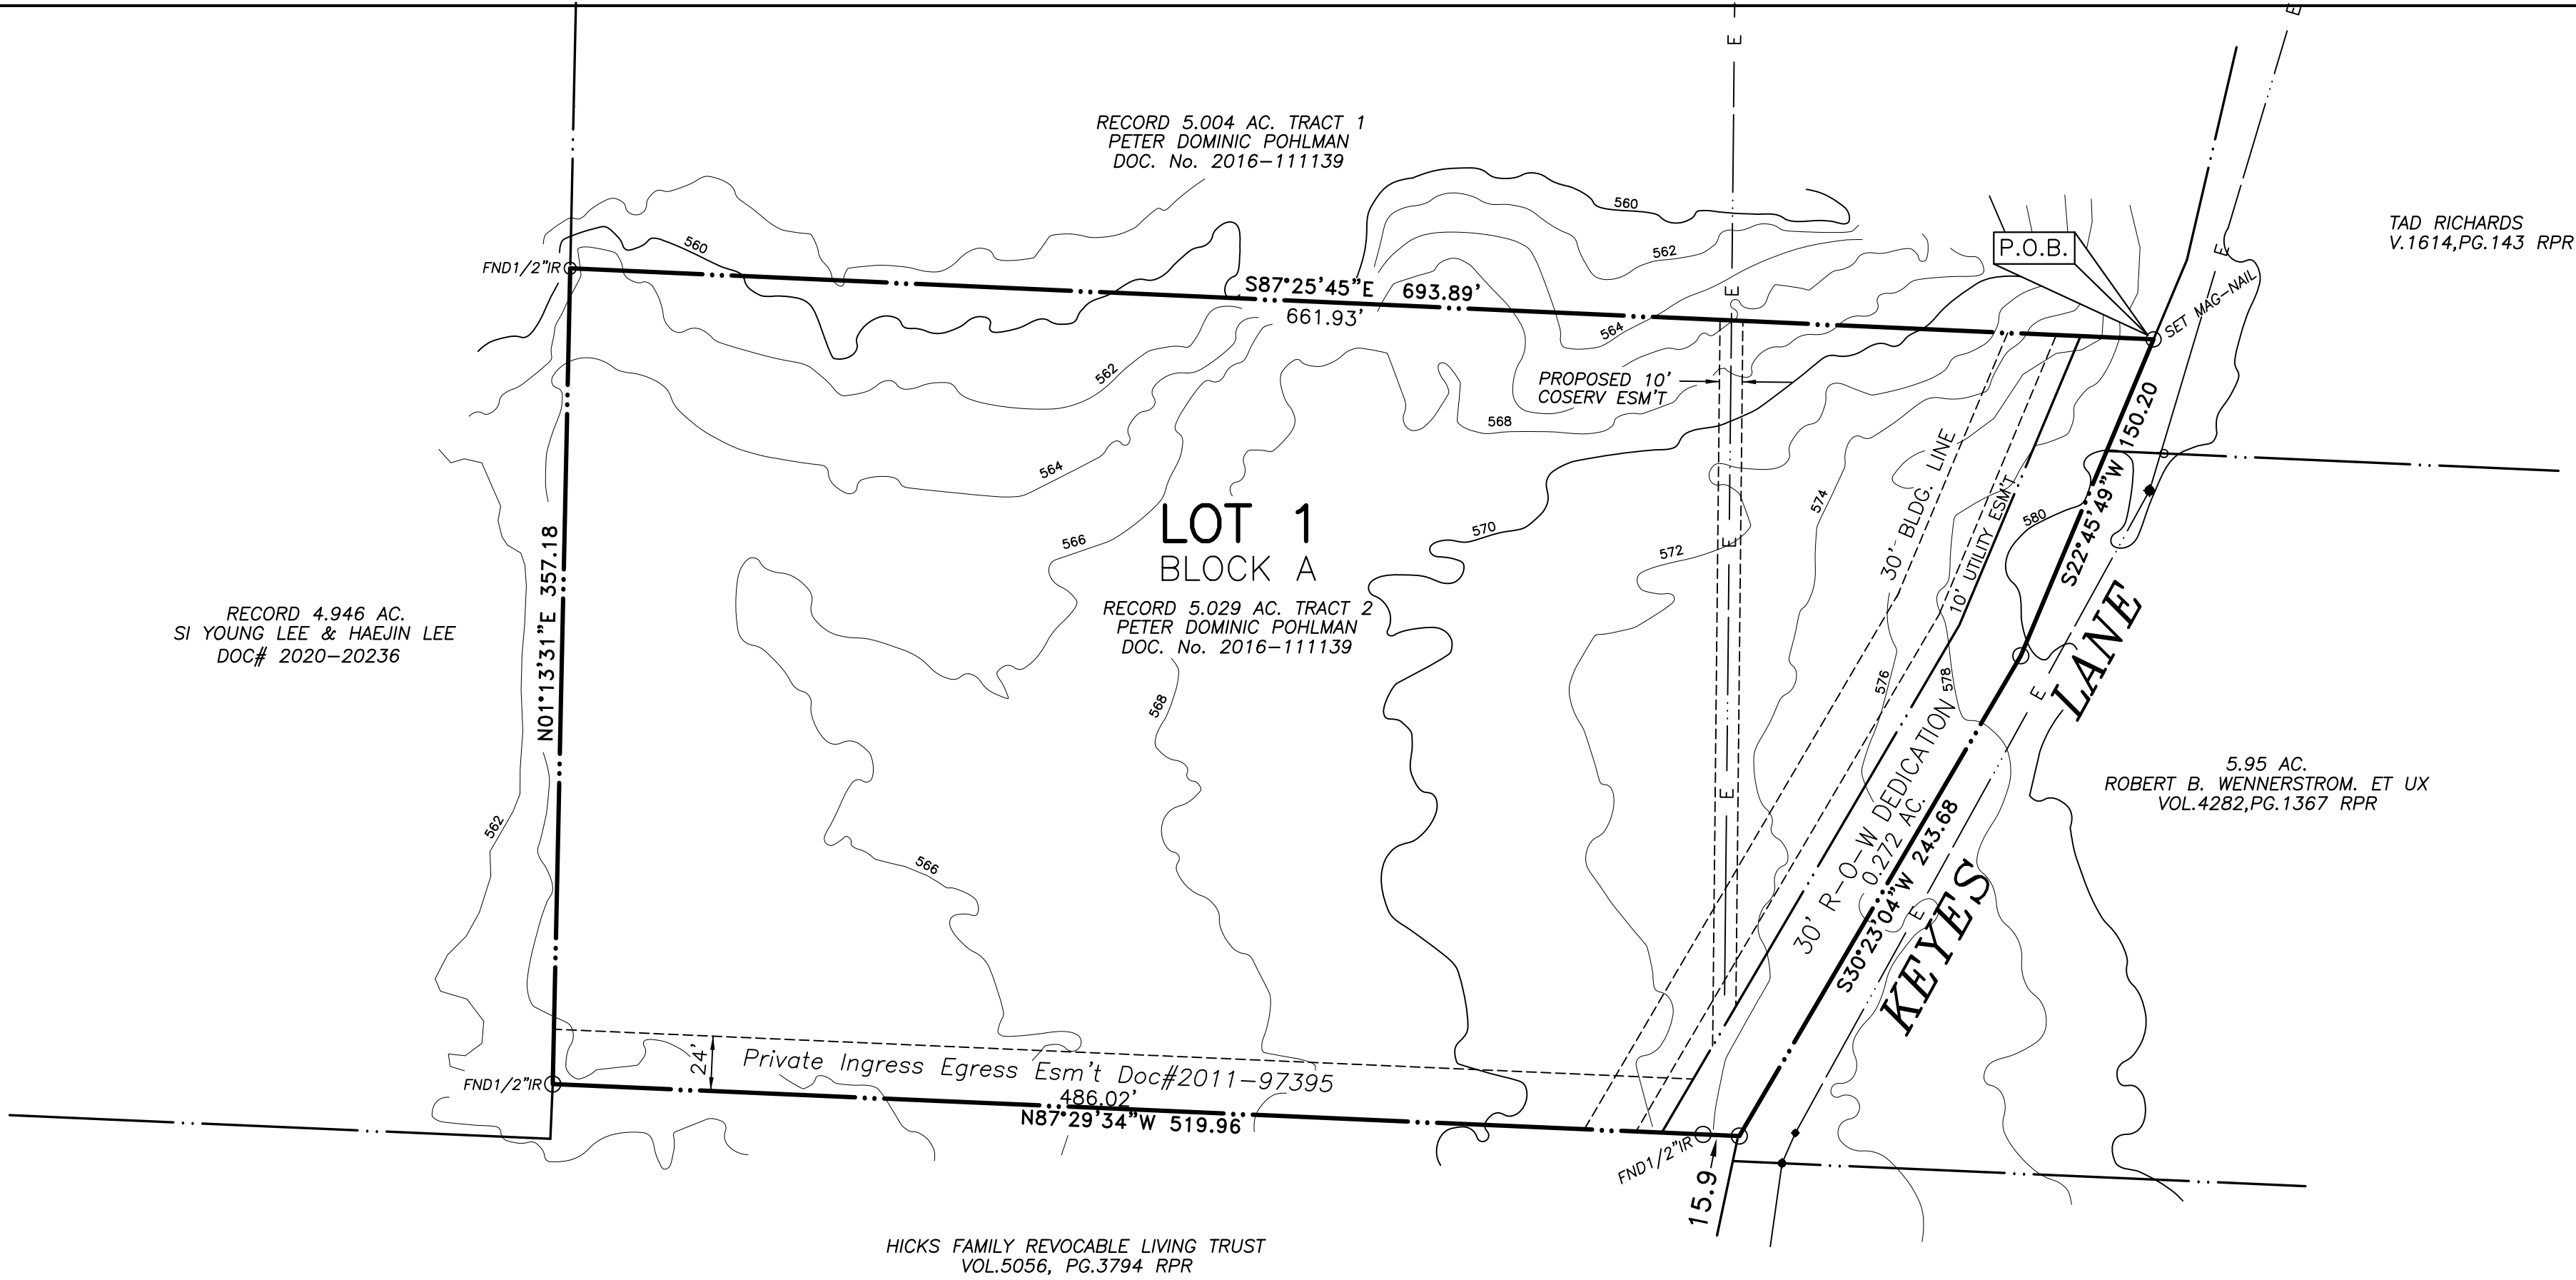 E
E
RECORD 5.004 AC. TRACT 1
PETER DOMINIC POHLMAN
DOC. No. 2016-111139
TAD RICHARDS
V.1614,PG.143 RPR
560
560
562
P.O.B.
E
SET MAG-NAIL
FND1/2"IR
S87°25'45"E 693.89'
661.93'
E
564
562
PROPOSED 10'
COSERV ESM'T
568
564
566
570
572
574
580
E
30' BLDG. LINE
10' UTILITY ESM'T
S22°45'49"W 150.20
LOT 1
BLOCK A
RECORD 5.029 AC. TRACT 2
PETER DOMINIC POHLMAN
DOC. No. 2016-111139
N01°13'31"E 357.18
RECORD 4.946 AC.
SI YOUNG LEE & HAEJIN LEE
DOC# 2020-20236
568
576
578
E
KEYES LANE
5.95 AC.
ROBERT B. WENNERSTROM. ET UX
VOL.4282,PG.1367 RPR
E
562
566
30' R-O-W DEDICATION
0.272 AC.
S30°23'04"W 243.68
E
24'
Private Ingress Egress Esm't Doc#2011-97395
486.02'
N87°29'34"W 519.96
FND1/2"IR
FND1/2"IR
15.9
HICKS FAMILY REVOCABLE LIVING TRUST
VOL.5056, PG.3794 RPR